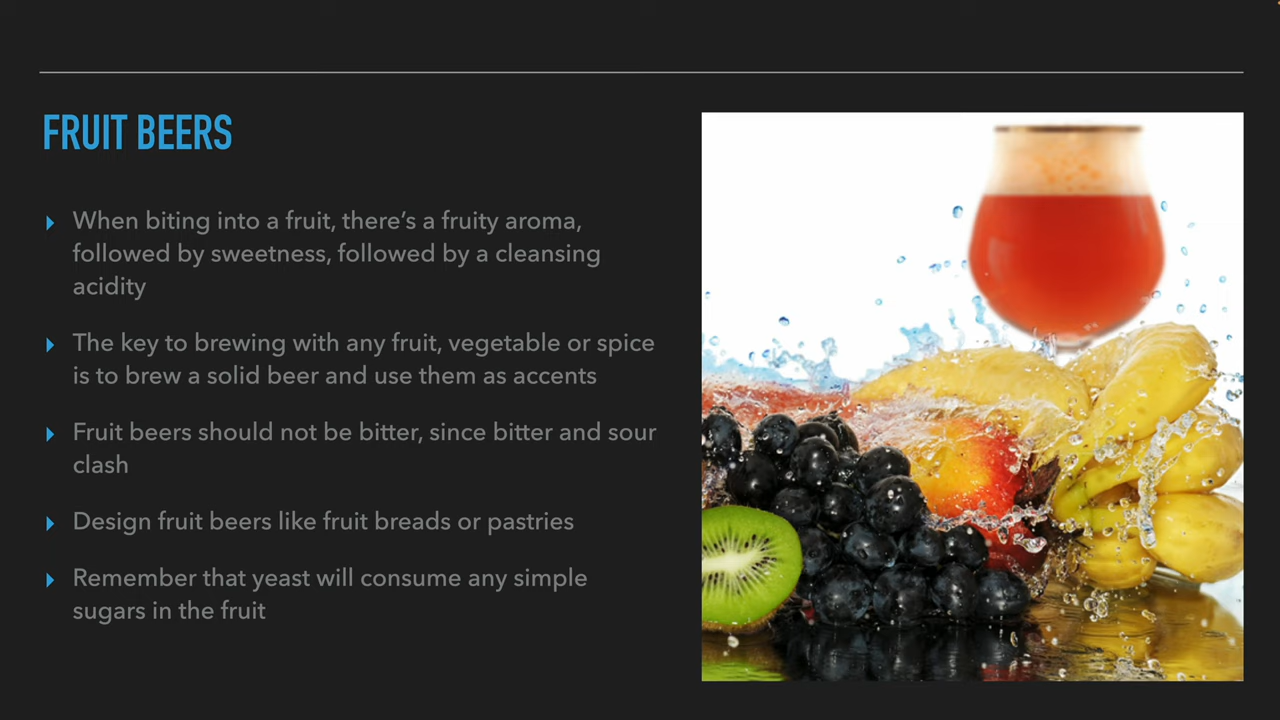 FRUIT BEERS
When biting into a fruit, there’s a fruity aroma,
followed by sweetness, followed by a cleansing
acidity
The key to brewing with any fruit, vegetable or spice
is to brew a solid beer and use them as accents
Fruit beers should not be bitter, since bitter and sour
clash
Design fruit beers like fruit breads or pastries
Remember that yeast will consume any simple
sugars in the fruit